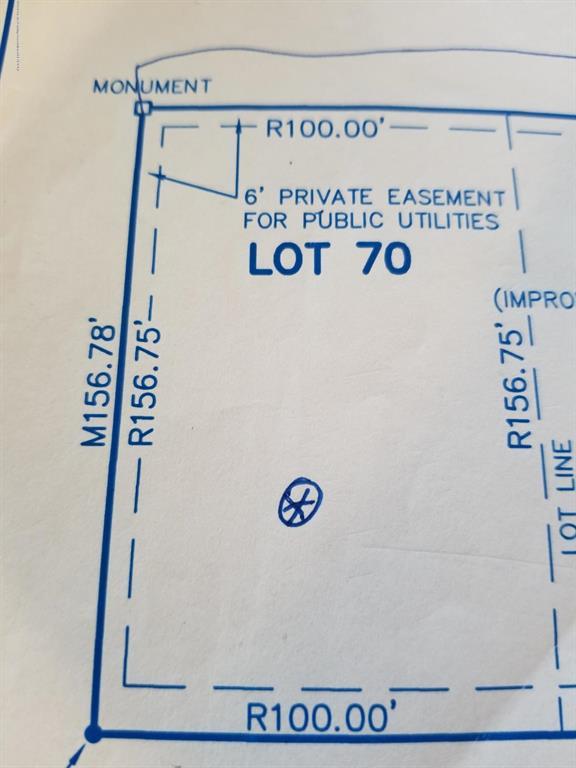 MONUMENT
R100.00'
6' PRIVATE EASEMENT
FOR PUBLIC UTILITIES
LOT 70
(IMPRO
M156.78'
R156.75'
R156.75'
LOT LINE
R100.00'